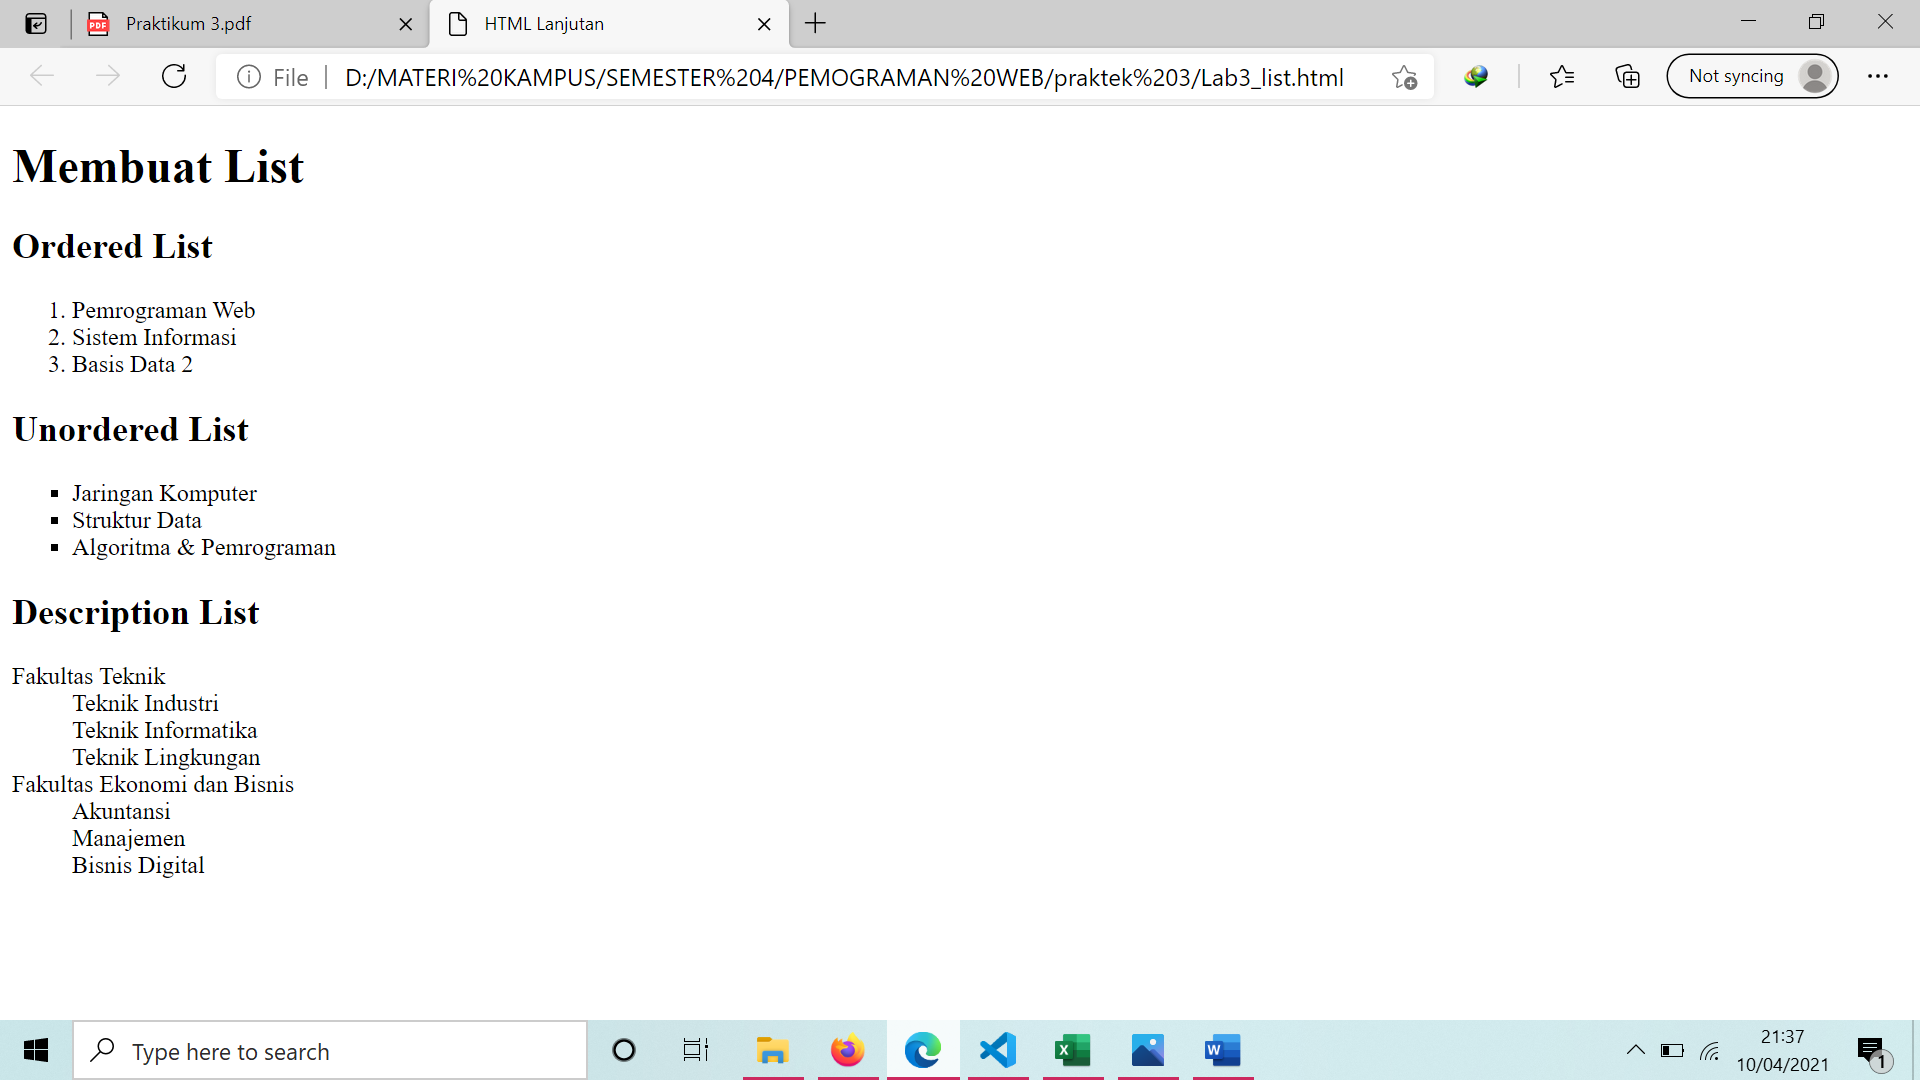 Praktikum 3.pdf
HTML Lanjutan
File
D:/MATERI%20KAMPUS/SEMESTER%204/PEMOGRAMAN%20WEB/praktek%203/Lab3_list.html
Not syncing
Membuat List
Ordered List
1. Pemrograman Web
2. Sistem Informasi
3. Basis Data 2
Unordered List
▪ Jaringan Komputer
▪ Struktur Data
▪ Algoritma & Pemrograman
Description List
Fakultas Teknik
Teknik Industri
Teknik Informatika
Teknik Lingkungan
Fakultas Ekonomi dan Bisnis
Akuntansi
Manajemen
Bisnis Digital
Type here to search
21:37
10/04/2021
1